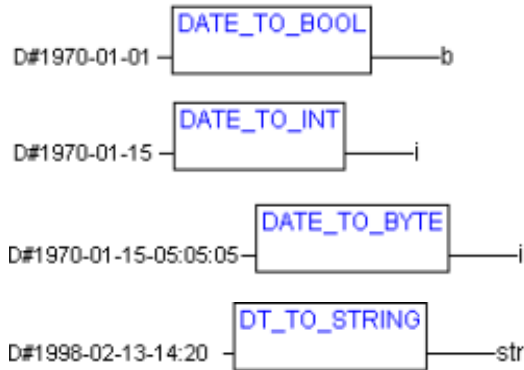 DATE_TO_BOOL
D#1970-01-01 b
DATE_TO_INT
D#1970-01-15 i
DATE_TO_BYTE
D#1970-01-15-05:05:05 i
DT_TO_STRING
D#1998-02-13-14:20 str